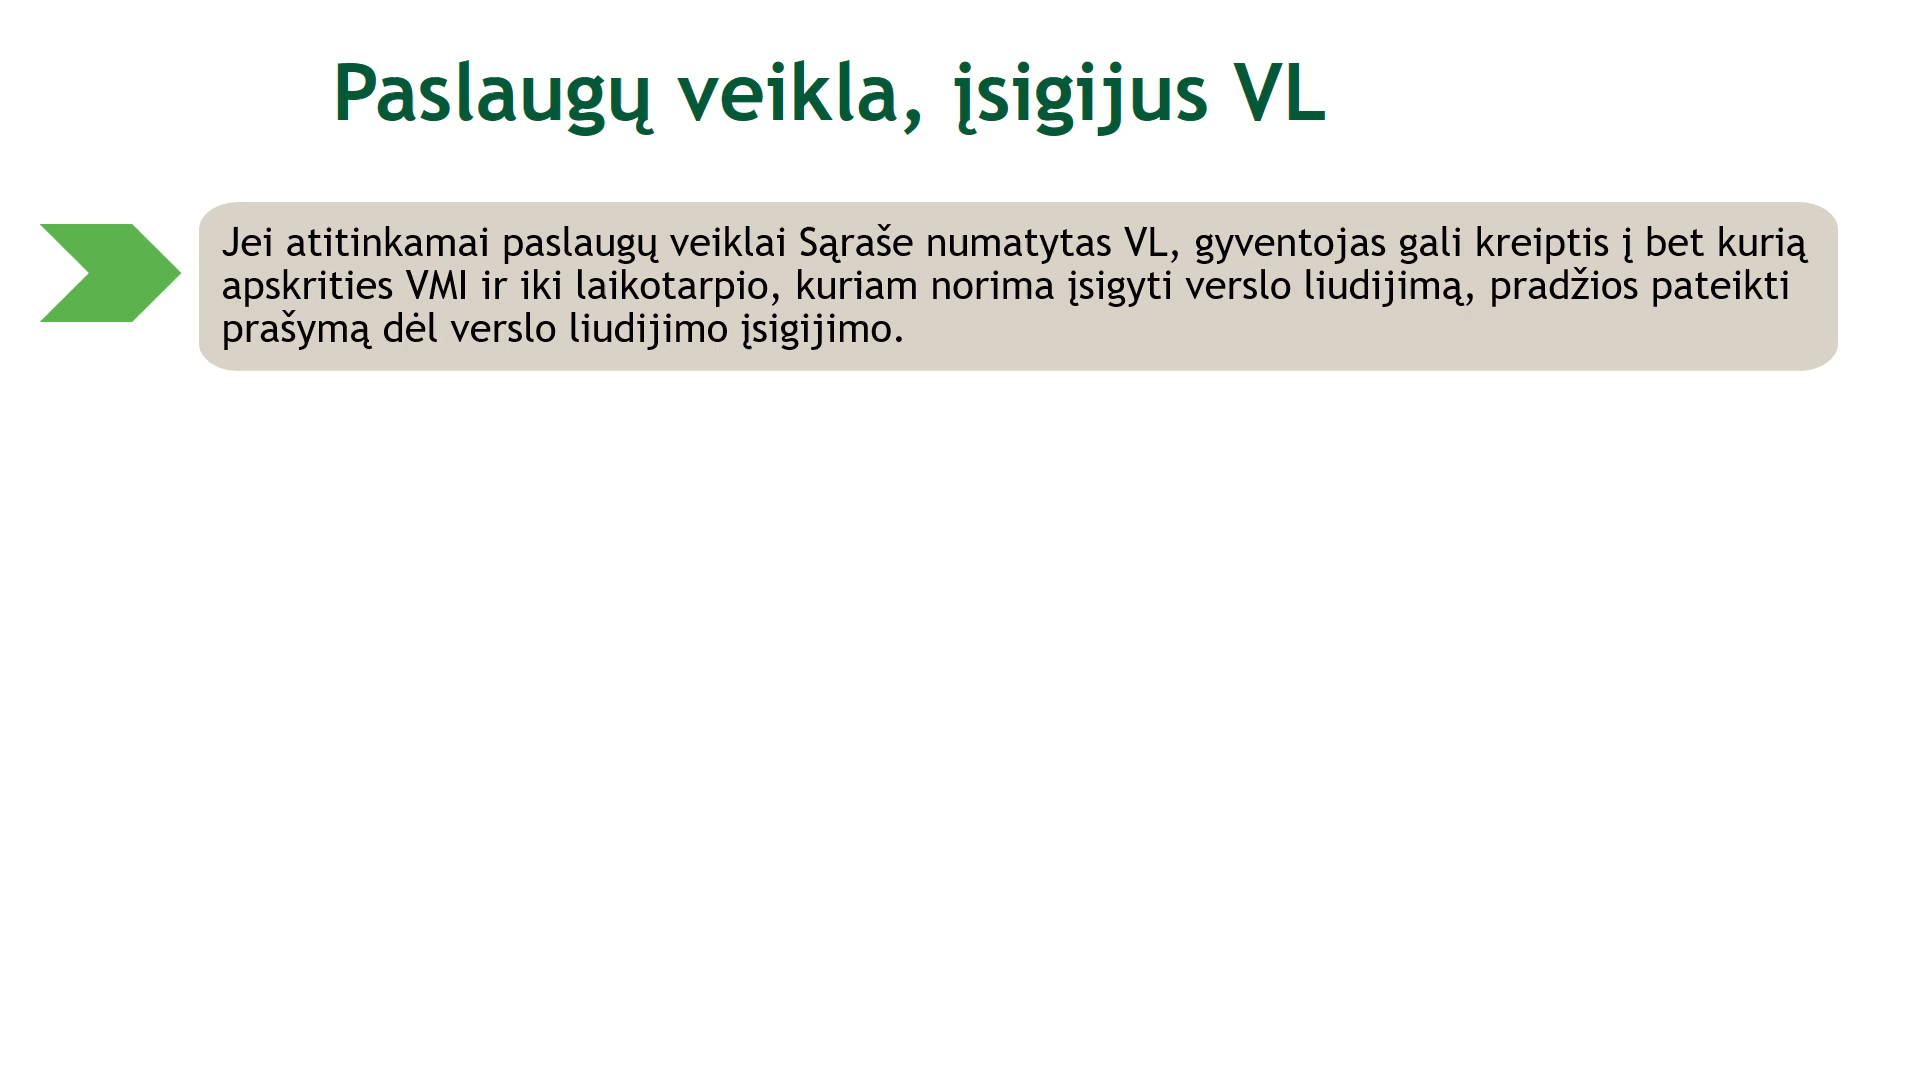 Paslaugų veikla, įsigijus VL
Jei atitinkamai paslaugų veiklai Sąraše numatytas VL, gyventojas gali kreiptis į bet kurią
apskrities VMI ir iki laikotarpio, kuriam norima įsigyti verslo liudijimą, pradžios pateikti
prašymą dėl verslo liudijimo įsigijimo.